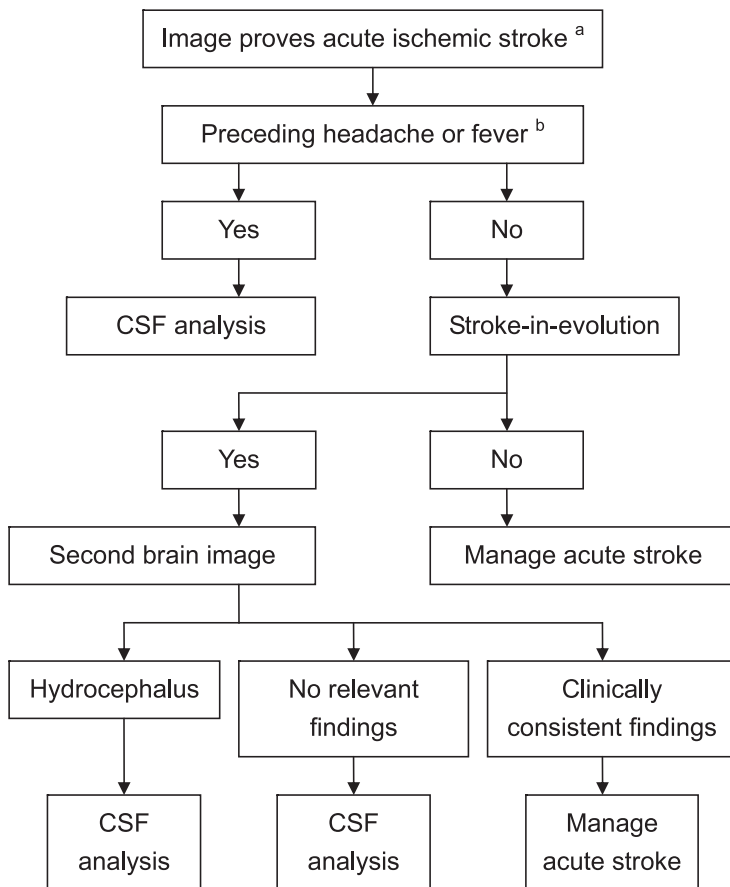 Image proves acute ischemic stroke a
Preceding headache or fever b
Yes
No
CSF analysis
Stroke-in-evolution
Yes
No
Second brain image
Manage acute stroke
Hydrocephalus
No relevant
findings
Clinically
consistent findings
CSF
analysis
CSF
analysis
Manage
acute stroke